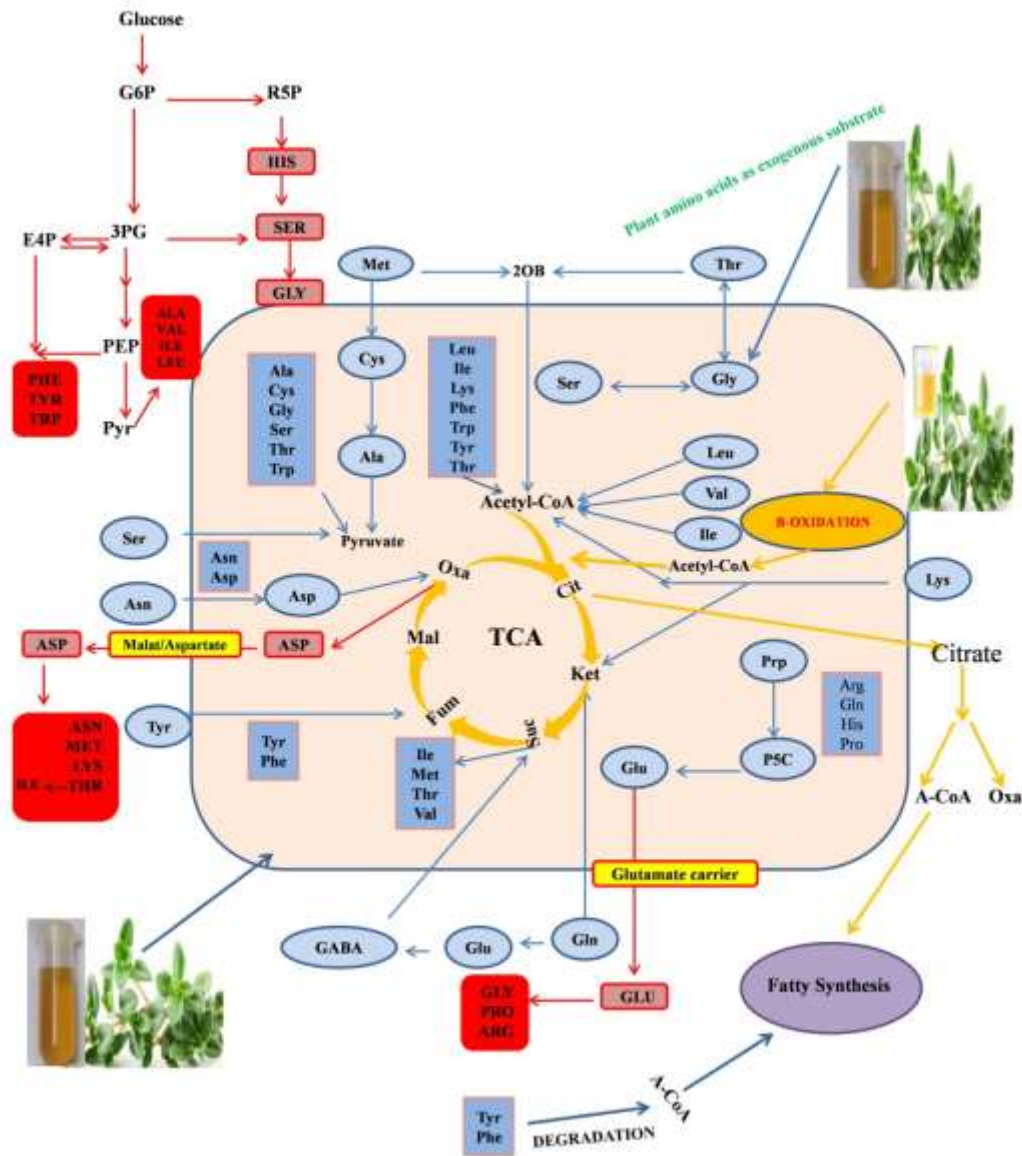 Glucose
G6P
R5P
HIS
Plant amino acids as exogenous substrate
E4P
3PG
SER
Met
2OB
Thr
GLY
ALA
VAL
ILE
LEU
PEP
PHE
TYR
TRP
Pyr
Ala
Cys
Gly
Ser
Thr
Trp
Cys
Ala
Leu
Ile
Lys
Phe
Trp
Tyr
Thr
Ser
Gly
Leu
Val
Ile
Acetyl-CoA
B-OXIDATION
Ser
Pyruvate
Acetyl-CoA
Lys
Asn
Asp
Asn
Asp
Oxa
Cit
TCA
Mal
Ket
Fum
Suc
ASP
Malat/Aspartate
ASP
Citrate
Prp
Arg
Gln
His
Pro
P5C
Glu
ASN
MET
LYS
THR
Tyr
Tyr
Phe
Ile
Met
Thr
Val
A-CoA
Oxa
Glutamate carrier
GABA
Glu
Gln
GLY
PRO
ARG
GLU
Fatty Synthesis
Tyr
Phe
DEGRADATION
A-CoA